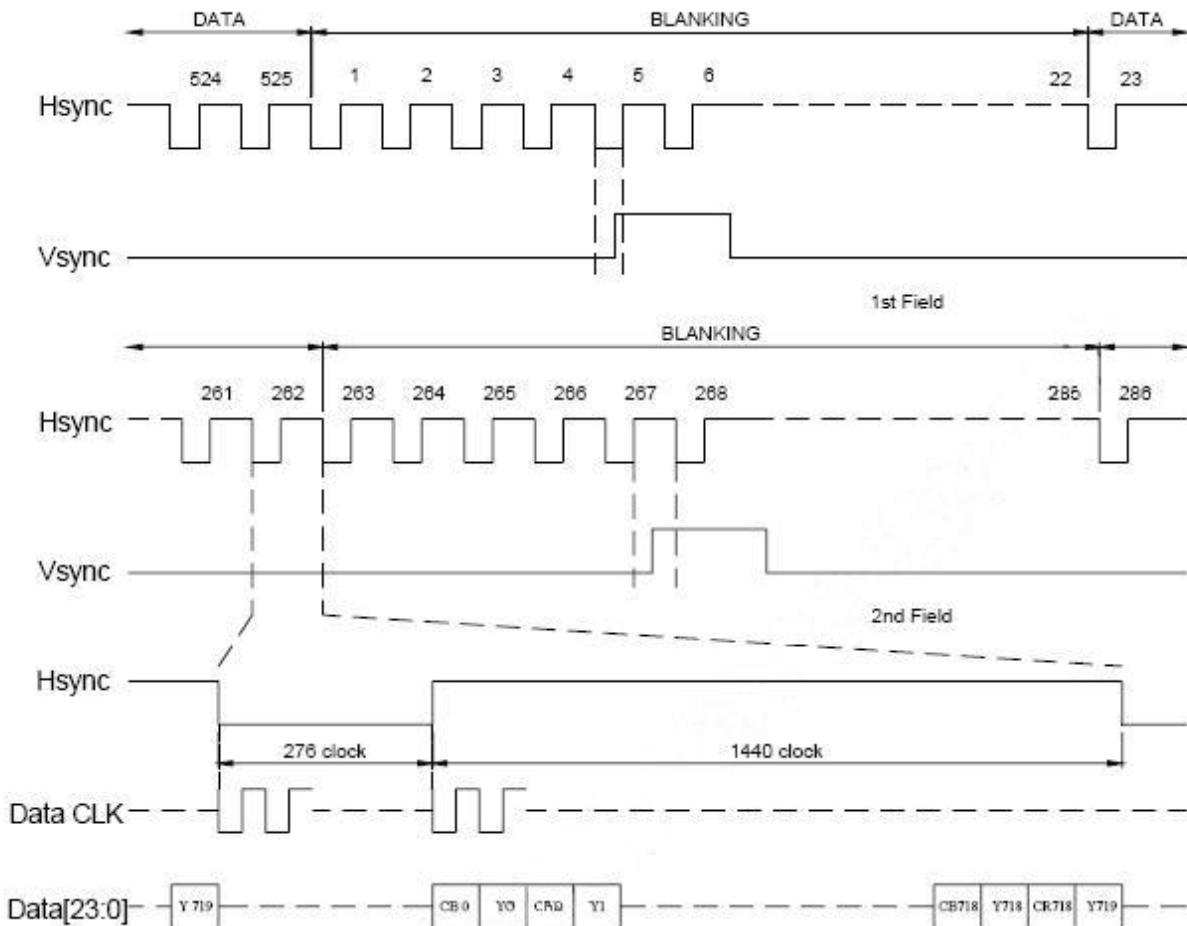 DATA BLANKING DATA
524 525 1 2 3 4 5 6 22 23
Hsync
Vsync
1st Field
BLANKING
261 262 263 264 265 266 267 268 285 286
Hsync
Vsync
2nd Field
Hsync
276 clock 1440 clock
Data CLK
Data[23:0] Y 719 CB 0 Y0 CR0 Y1 CB718 Y718 CR718 Y719